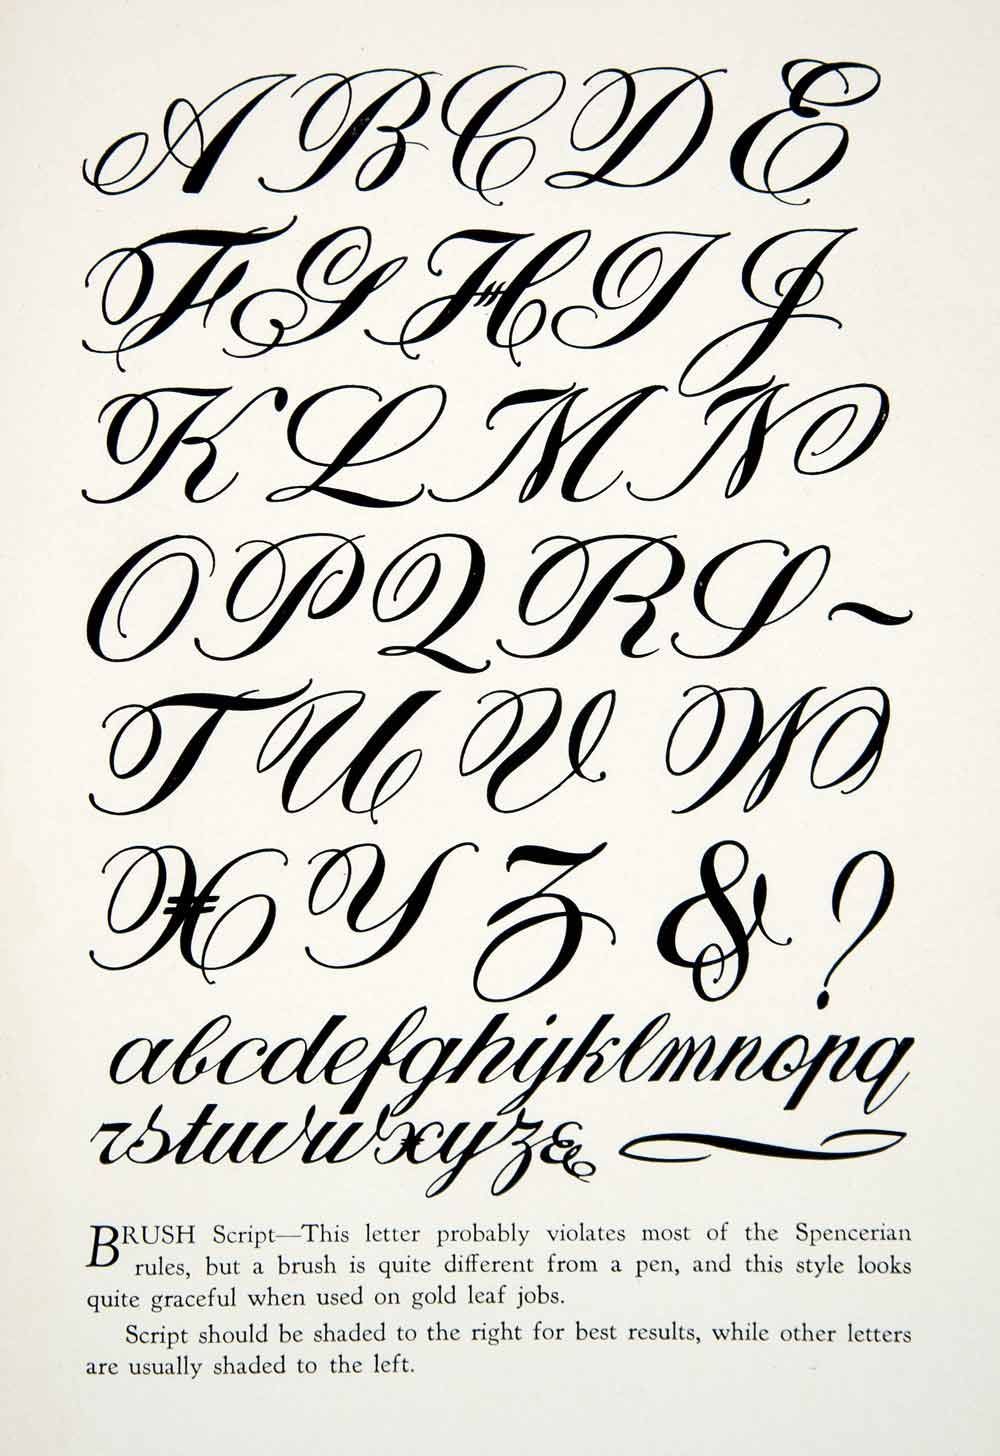 A B C D E
F G H I J
K L M N
O P Q R S ~
T U V W
X Y Z & ?
abcdefghijklmnopq
rstuvwxyz&
BRUSH Script—This letter probably violates most of the Spencerian
rules, but a brush is quite different from a pen, and this style looks
quite graceful when used on gold leaf jobs.
Script should be shaded to the right for best results, while other letters
are usually shaded to the left.